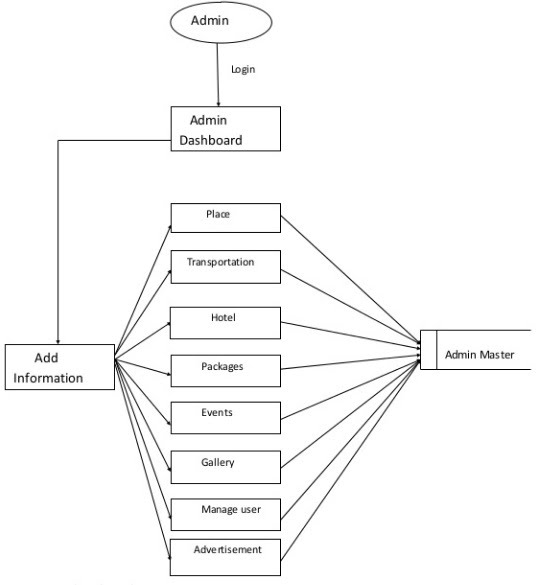 Admin
Login
Admin
Dashboard
Place
Transportation
Hotel
Add
Information
Admin Master
Packages
Events
Gallery
Manage user
Advertisement